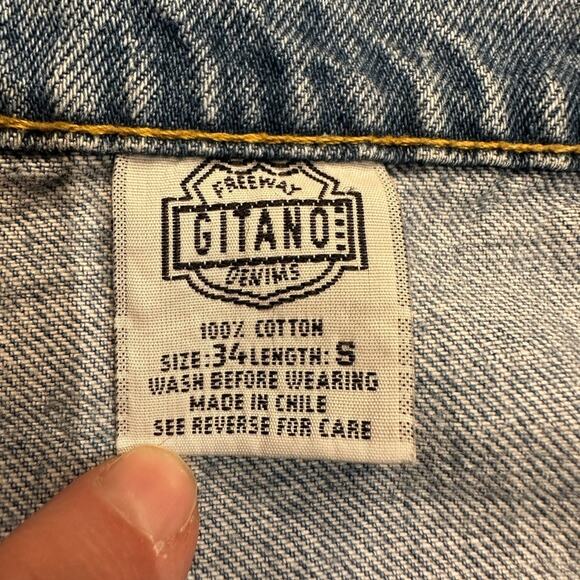 FREEWAY
GITANO
DENIMS
100% COTTON
SIZE: 34 LENGTH: S
WASH BEFORE WEARING
MADE IN CHILE
SEE REVERSE FOR CARE